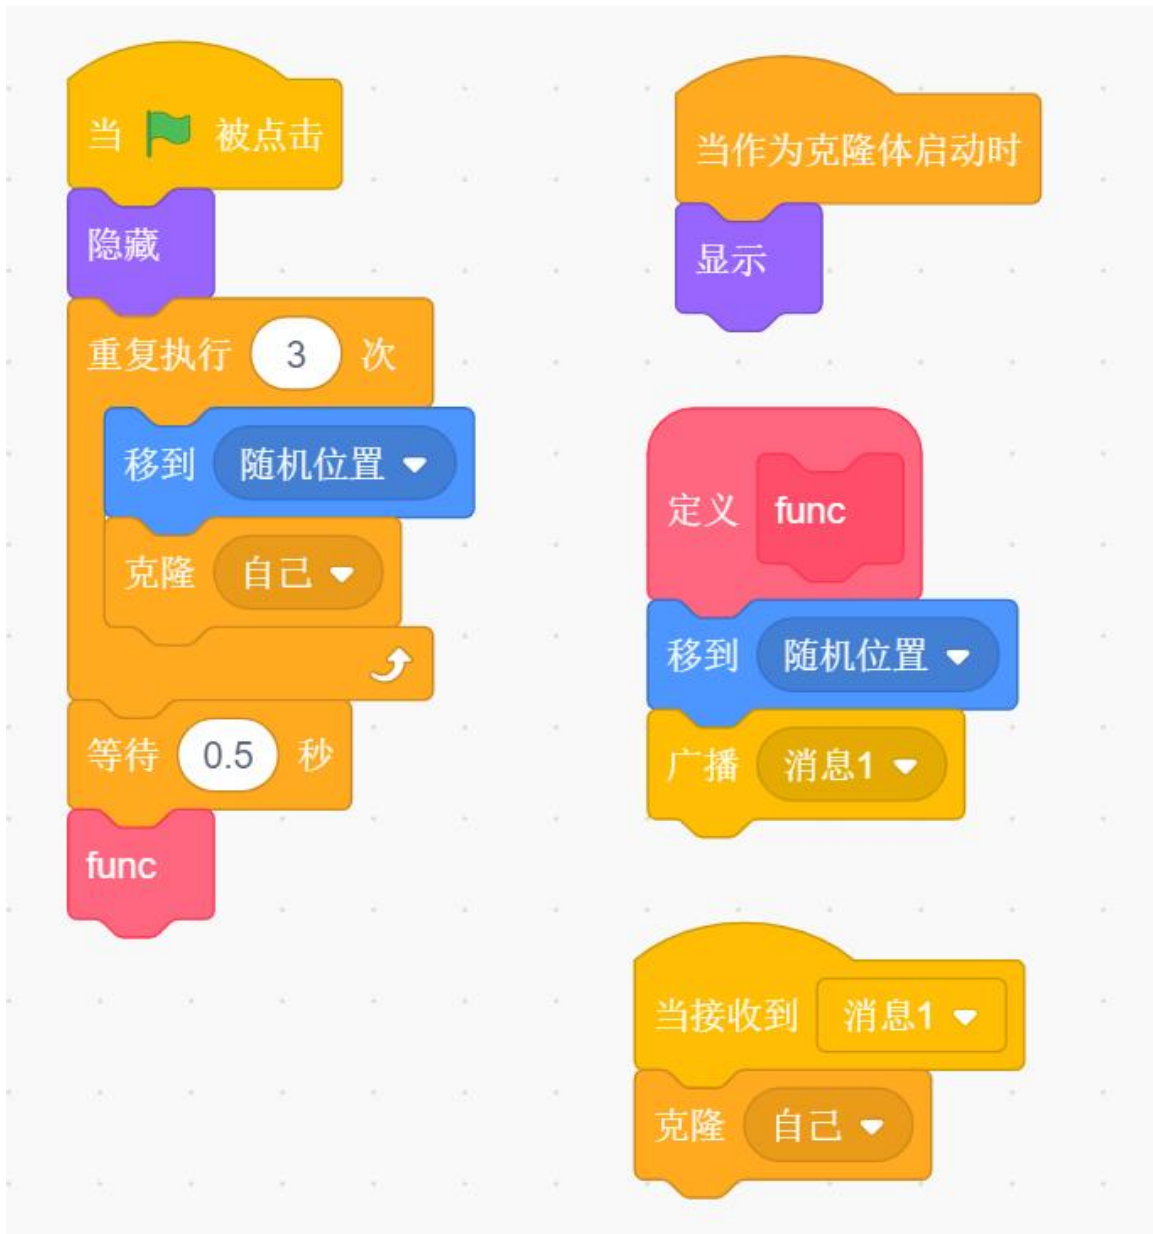 当 被点击
隐藏
重复执行 3 次
移到 随机位置
克隆 自己
等待 0.5 秒
func
当作为克隆体启动时
显示
定义 func
移到 随机位置
广播 消息1
当接收到 消息1
克隆 自己